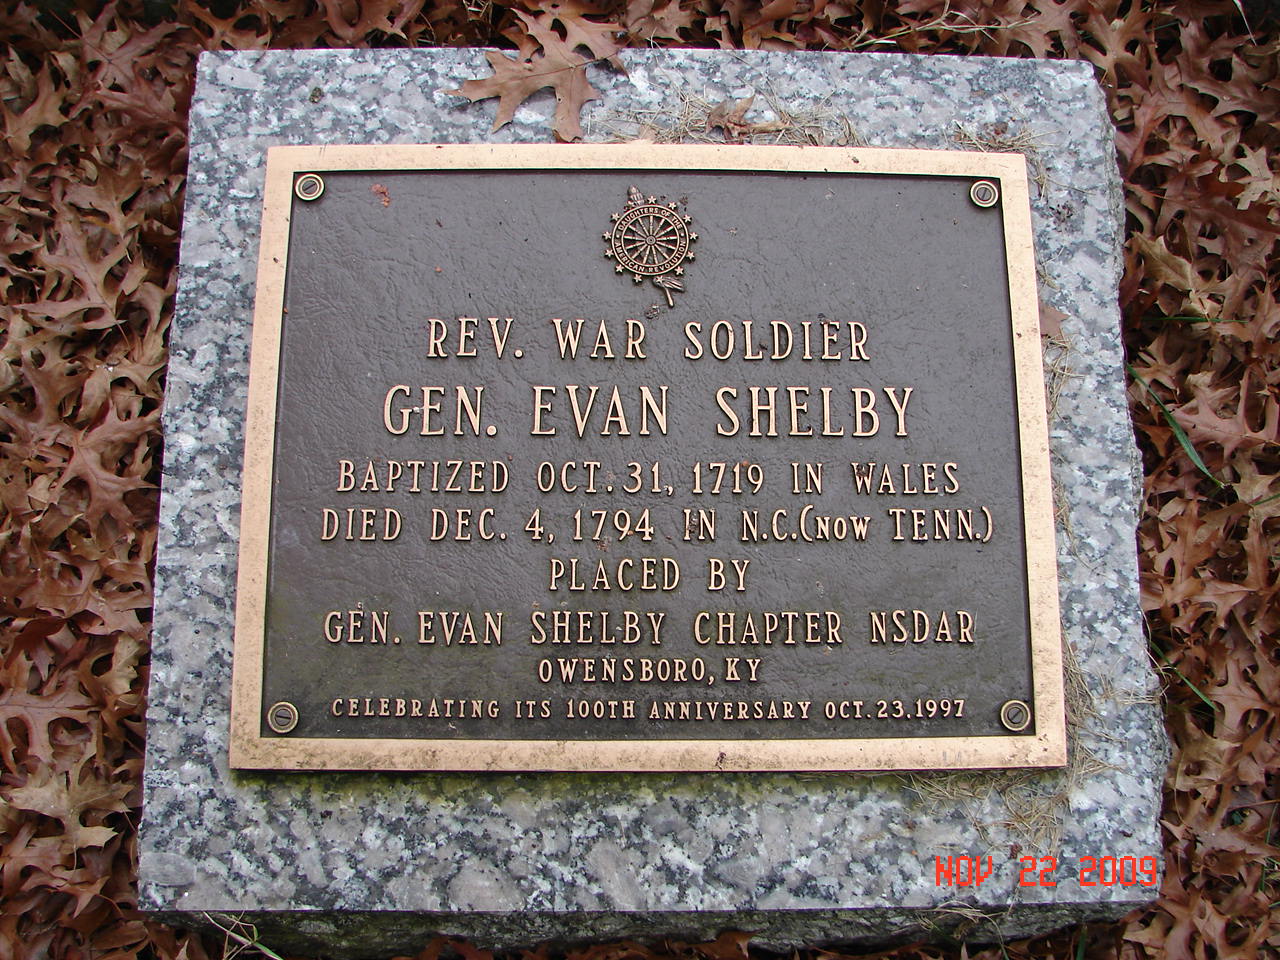 DAUGHTERS OF THE
AMERICAN REVOLUTION
REV. WAR SOLDIER
GEN. EVAN SHELBY
BAPTIZED OCT. 31, 1719 IN WALES
DIED DEC. 4, 1794 IN N.C.(NOW TENN.)
PLACED BY
GEN. EVAN SHELBY CHAPTER NSDAR
OWENSBORO, KY
CELEBRATING ITS 100TH ANNIVERSARY OCT. 23. 1997
NOV 22 2009